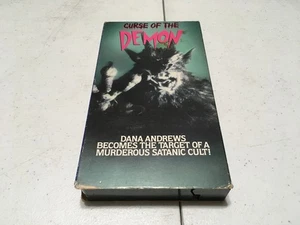 CURSE OF THE
DEMON
DANA ANDREWS
BECOMES THE TARGET OF A
MURDEROUS SATANIC CULT!